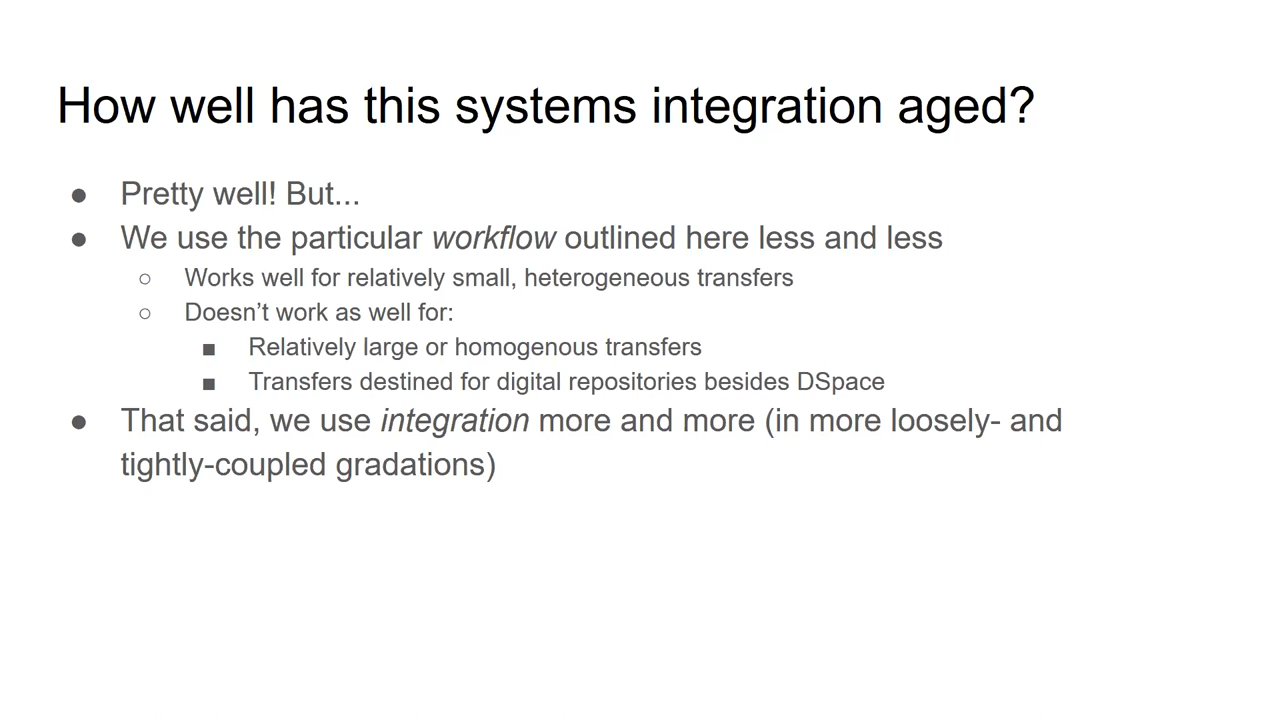 How well has this systems integration aged?
● Pretty well! But...
● We use the particular workflow outlined here less and less
○ Works well for relatively small, heterogeneous transfers
○ Doesn’t work as well for:
■ Relatively large or homogenous transfers
■ Transfers destined for digital repositories besides DSpace
● That said, we use integration more and more (in more loosely- and
tightly-coupled gradations)